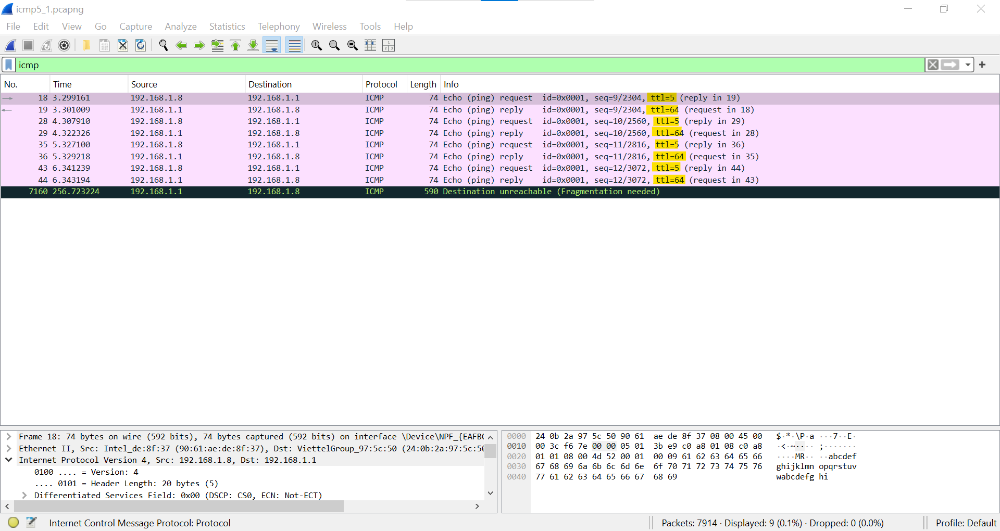 icmp5_1.pcapng
File Edit View Go Capture Analyze Statistics Telephony Wireless Tools Help
icmp
No. Time Source Destination Protocol Length Info
18 3.299161 192.168.1.8 192.168.1.1 ICMP 74 Echo (ping) request id=0x0001, seq=9/2304, ttl=5 (reply in 19)
19 3.301009 192.168.1.1 192.168.1.8 ICMP 74 Echo (ping) reply id=0x0001, seq=9/2304, ttl=64 (request in 18)
28 4.307910 192.168.1.8 192.168.1.1 ICMP 74 Echo (ping) request id=0x0001, seq=10/2560, ttl=5 (reply in 29)
29 4.322326 192.168.1.1 192.168.1.8 ICMP 74 Echo (ping) reply id=0x0001, seq=10/2560, ttl=64 (request in 28)
35 5.327100 192.168.1.8 192.168.1.1 ICMP 74 Echo (ping) request id=0x0001, seq=11/2816, ttl=5 (reply in 36)
36 5.329218 192.168.1.1 192.168.1.8 ICMP 74 Echo (ping) reply id=0x0001, seq=11/2816, ttl=64 (request in 35)
43 6.341239 192.168.1.8 192.168.1.1 ICMP 74 Echo (ping) request id=0x0001, seq=12/3072, ttl=5 (reply in 44)
44 6.343194 192.168.1.1 192.168.1.8 ICMP 74 Echo (ping) reply id=0x0001, seq=12/3072, ttl=64 (request in 43)
7160 256.723224 192.168.1.1 192.168.1.8 ICMP 590 Destination unreachable (Fragmentation needed)
Frame 18: 74 bytes on wire (592 bits), 74 bytes captured (592 bits) on interface \Device\NPF_{EAFB
Ethernet II, Src: Intel_de:8f:37 (90:61:ae:de:8f:37), Dst: ViettelGroup_97:5c:50 (24:0b:2a:97:5c:50
Internet Protocol Version 4, Src: 192.168.1.8, Dst: 192.168.1.1
0100 .... = Version: 4
.... 0101 = Header Length: 20 bytes (5)
Differentiated Services Field: 0x00 (DSCP: CS0, ECN: Not-ECT)
0000 24 0b 2a 97 5c 50 90 61 ae de 8f 37 08 00 45 00 $·*·\P·a ···7··E·
0010 00 3c f6 7e 00 00 05 01 3b e9 c0 a8 01 08 c0 a8 ·<·~···· ;·······
0020 01 01 08 00 4d 52 00 01 00 09 61 62 63 64 65 66 ····MR·· ··abcdef
0030 67 68 69 6a 6b 6c 6d 6e 6f 70 71 72 73 74 75 76 ghijklmn opqrstuv
0040 77 61 62 63 64 65 66 67 68 69 wabcdefg hi
Internet Control Message Protocol: Protocol
Packets: 7914 · Displayed: 9 (0.1%) · Dropped: 0 (0.0%)
Profile: Default